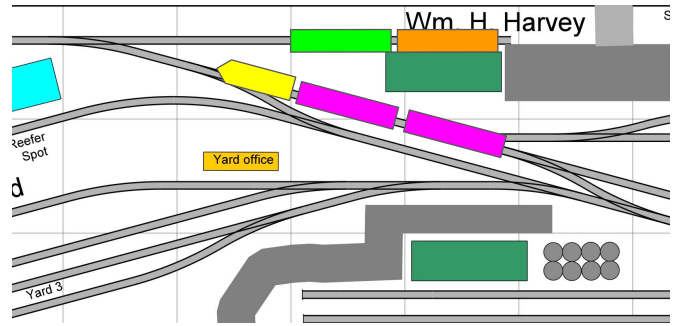 Wm. H. Harvey
S
Reefer
Spot
Yard office
d
Yard 3